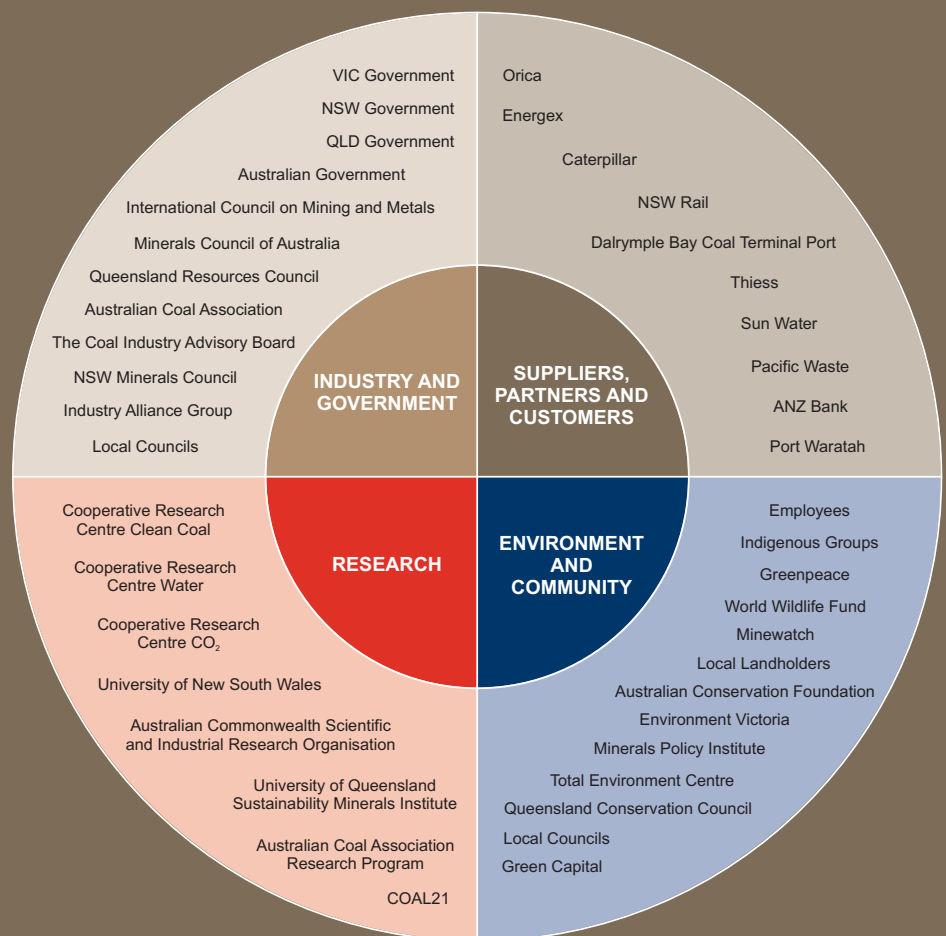 VIC Government
NSW Government
QLD Government
Australian Government
International Council on Mining and Metals
Minerals Council of Australia
Queensland Resources Council
Australian Coal Association
The Coal Industry Advisory Board
NSW Minerals Council
Industry Alliance Group
Local Councils
INDUSTRY AND
GOVERNMENT
Orica
Energex
Caterpillar
NSW Rail
Dalrymple Bay Coal Terminal Port
Thiess
Sun Water
Pacific Waste
ANZ Bank
Port Waratah
SUPPLIERS,
PARTNERS AND
CUSTOMERS
Cooperative Research
Centre Clean Coal
Cooperative Research
Centre Water
Cooperative Research
Centre CO₂
University of New South Wales
Australian Commonwealth Scientific
and Industrial Research Organisation
University of Queensland
Sustainability Minerals Institute
Australian Coal Association
Research Program
COAL21
RESEARCH
ENVIRONMENT
AND
COMMUNITY
Employees
Indigenous Groups
Greenpeace
World Wildlife Fund
Minewatch
Local Landholders
Australian Conservation Foundation
Environment Victoria
Minerals Policy Institute
Total Environment Centre
Queensland Conservation Council
Local Councils
Green Capital